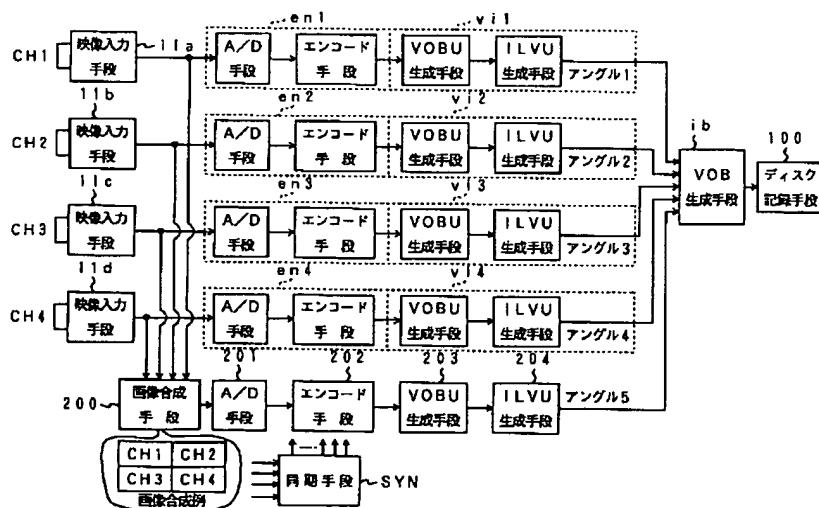 en1
vi1
11a
CH1
映像入力
手段
A/D
手段
エンコード
手 段
VOBU
生成手段
ILVU
生成手段
アングル1
11b
en2
vi2
CH2
映像入力
手段
A/D
手段
エンコード
手 段
VOBU
生成手段
ILVU
生成手段
アングル2
ib
100
VOB
生成手段
ディスク
記録手段
11c
en3
vi3
CH3
映像入力
手段
A/D
手段
エンコード
手 段
VOBU
生成手段
ILVU
生成手段
アングル3
11d
en4
vi4
CH4
映像入力
手段
A/D
手段
エンコード
手 段
VOBU
生成手段
ILVU
生成手段
アングル4
201
202
203
204
200
画像合成
手 段
A/D
手段
エンコード
手 段
VOBU
生成手段
ILVU
生成手段
アングル5
CH1
CH2
CH3
CH4
画像合成例
同期手段
SYN